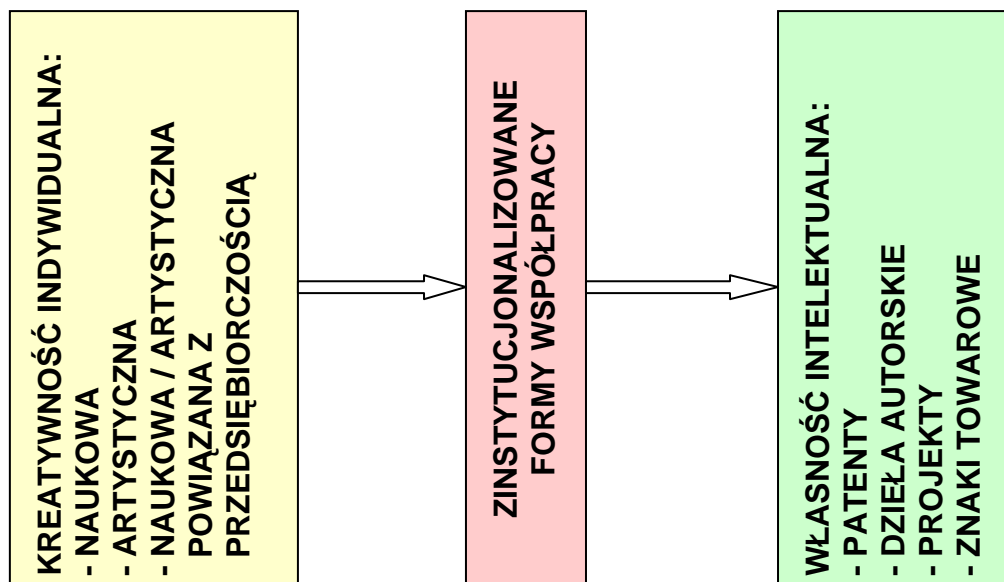 KREATYWNOŚĆ INDYWIDUALNA:
- NAUKOWA
- ARTYSTYCZNA
- NAUKOWA / ARTYSTYCZNA
POWIĄZANA Z
PRZEDSIĘBIORCZOŚCIĄ
ZINSTYTUCJONALIZOWANE
FORMY WSPÓŁPRACY
WŁASNOŚĆ INTELEKTUALNA:
- PATENTY
- DZIEŁA AUTORSKIE
- PROJEKTY
- ZNAKI TOWAROWE